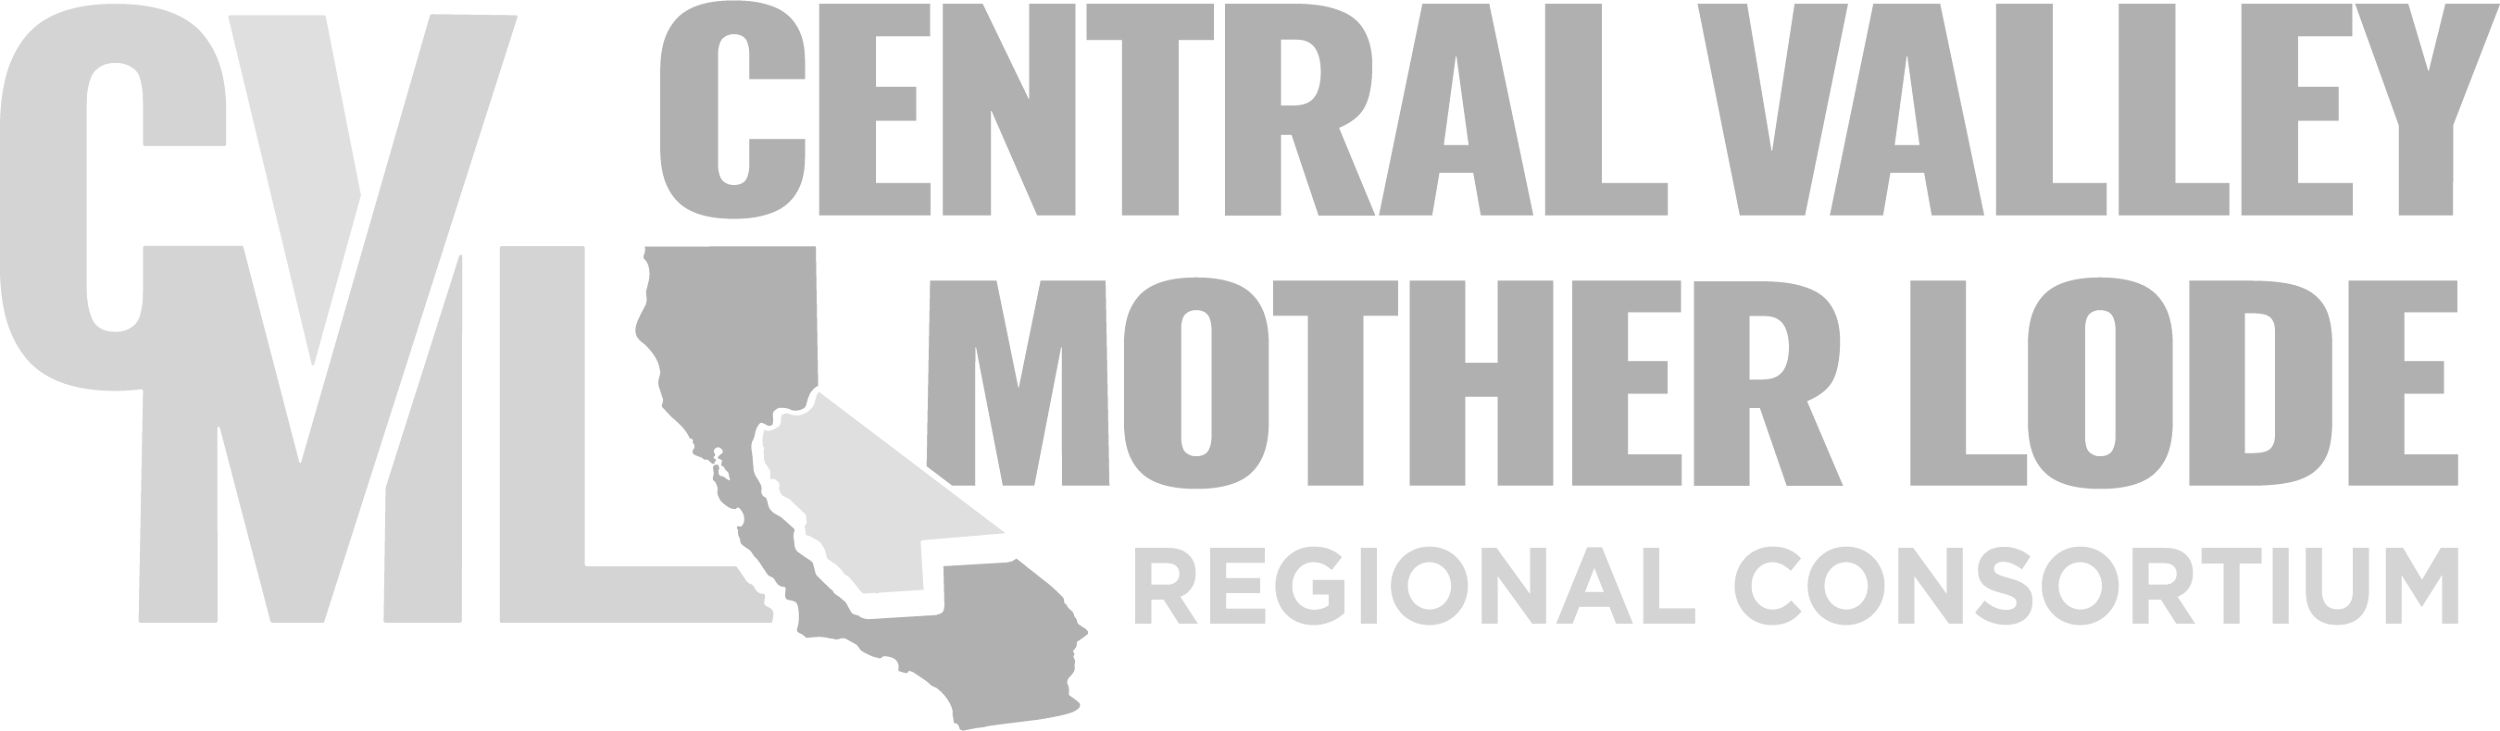 CVML
CENTRAL VALLEY
MOTHER LODE
REGIONAL CONSORTIUM